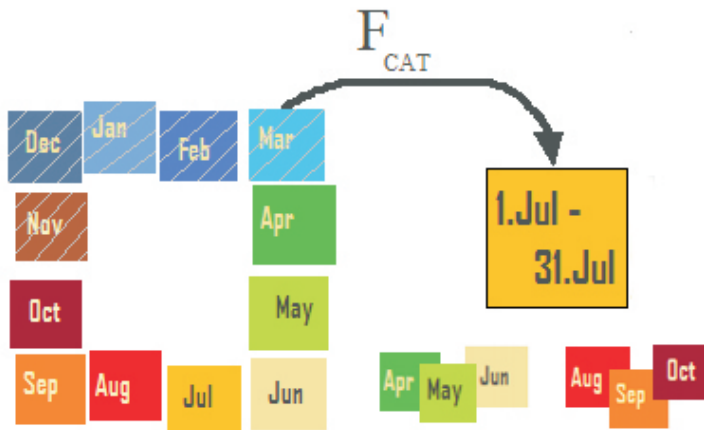 F
CAT
Dec Jan Feb Mar
Nov Apr
Oct May
Sep Aug Jul Jun
1.Jul -
31.Jul
Apr May Jun
Aug Sep Oct